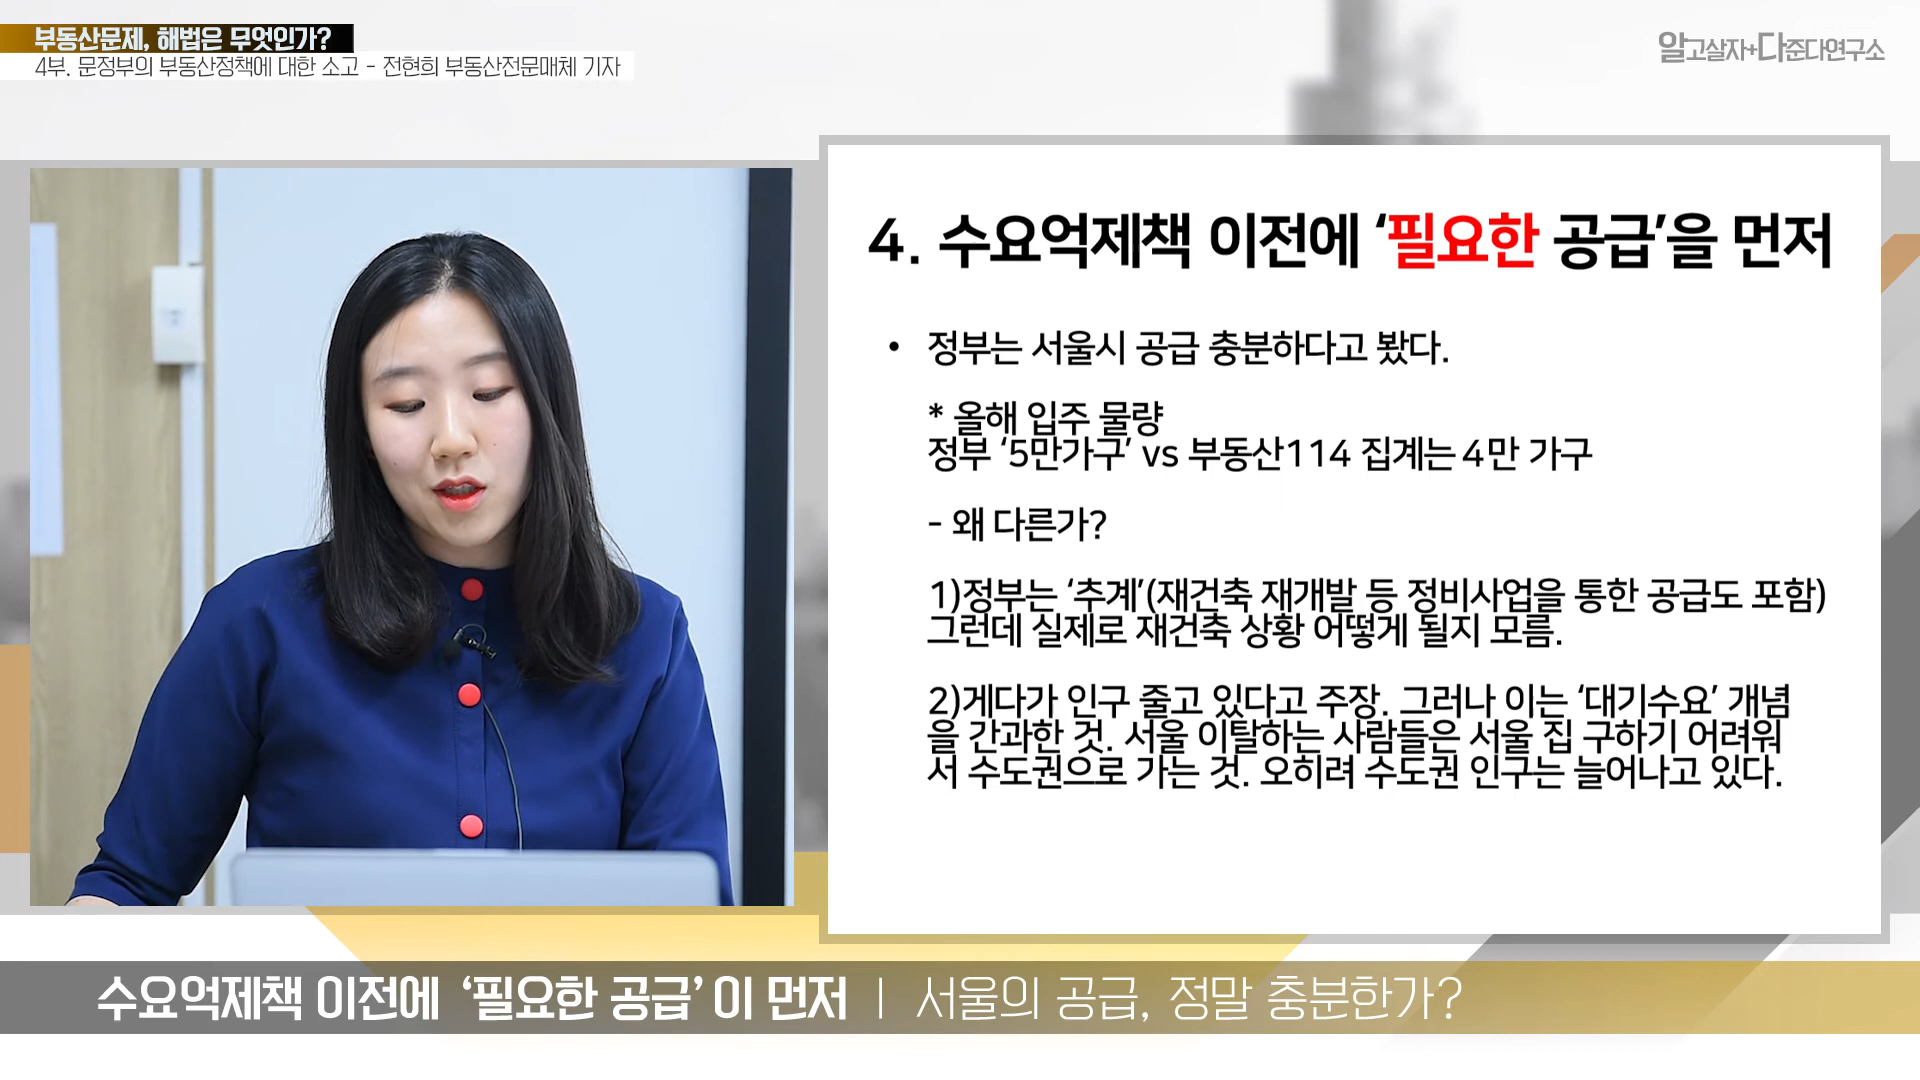 부동산문제, 해법은 무엇인가?
4부. 문정부의 부동산정책에 대한 소고 - 전현희 부동산전문매체 기자
알고살자+다준다연구소
4. 수요억제책 이전에 ‘필요한 공급’을 먼저
• 정부는 서울시 공급 충분하다고 봤다.
* 올해 입주 물량
정부 ‘5만가구’ vs 부동산114 집계는 4만 가구
- 왜 다른가?
1)정부는 ‘추계’(재건축 재개발 등 정비사업을 통한 공급도 포함)
그런데 실제로 재건축 상황 어떻게 될지 모름.
2)게다가 인구 줄고 있다고 주장. 그러나 이는 ‘대기수요’ 개념
을 간과한 것. 서울 이탈하는 사람들은 서울 집 구하기 어려워
서 수도권으로 가는 것. 오히려 수도권 인구는 늘어나고 있다.
수요억제책 이전에 ‘필요한 공급’이 먼저 | 서울의 공급, 정말 충분한가?